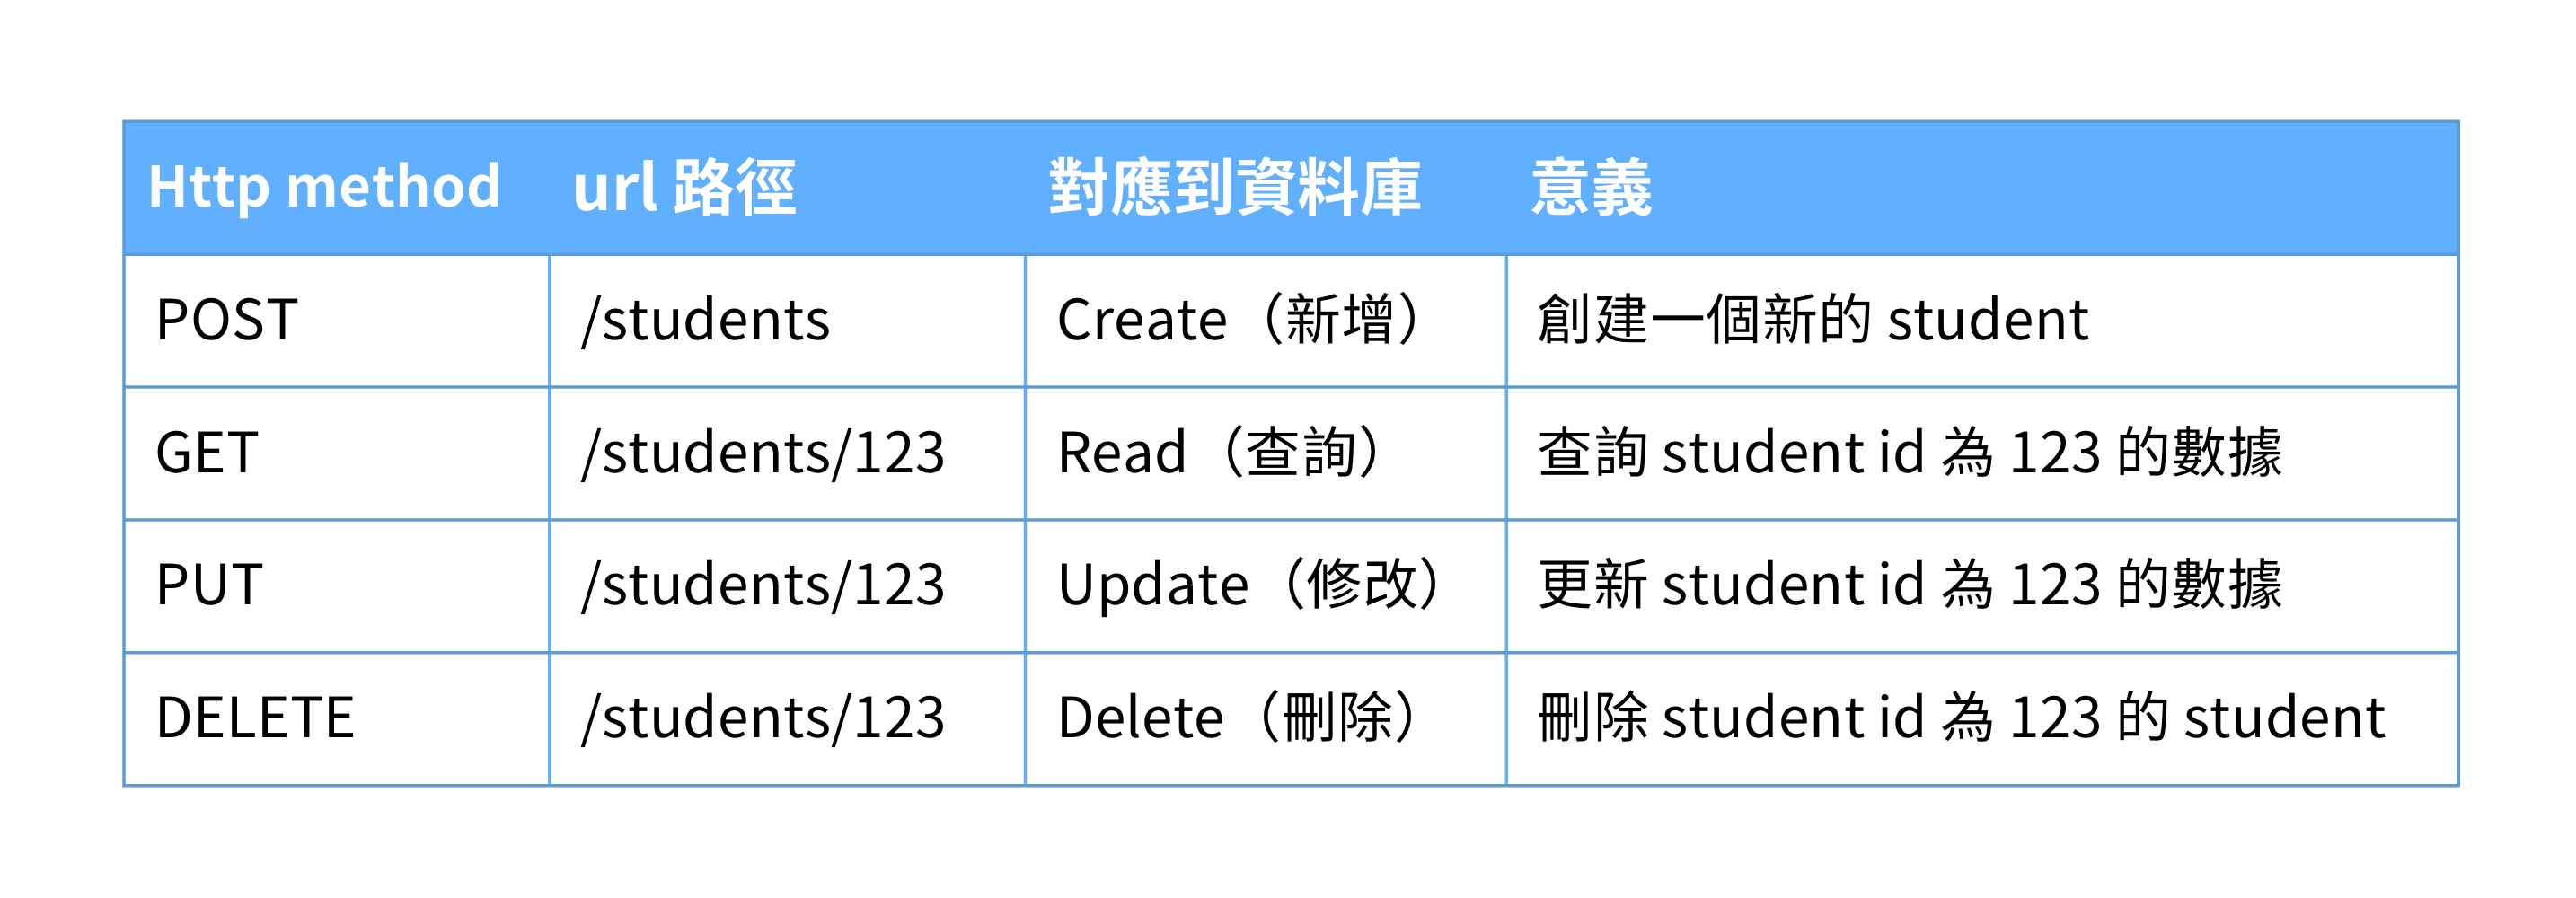 Http method url 路徑 對應到資料庫 意義
POST /students Create（新增） 創建一個新的 student
GET /students/123 Read（查詢） 查詢 student id 為 123 的數據
PUT /students/123 Update（修改） 更新 student id 為 123 的數據
DELETE /students/123 Delete（刪除） 刪除 student id 為 123 的 student